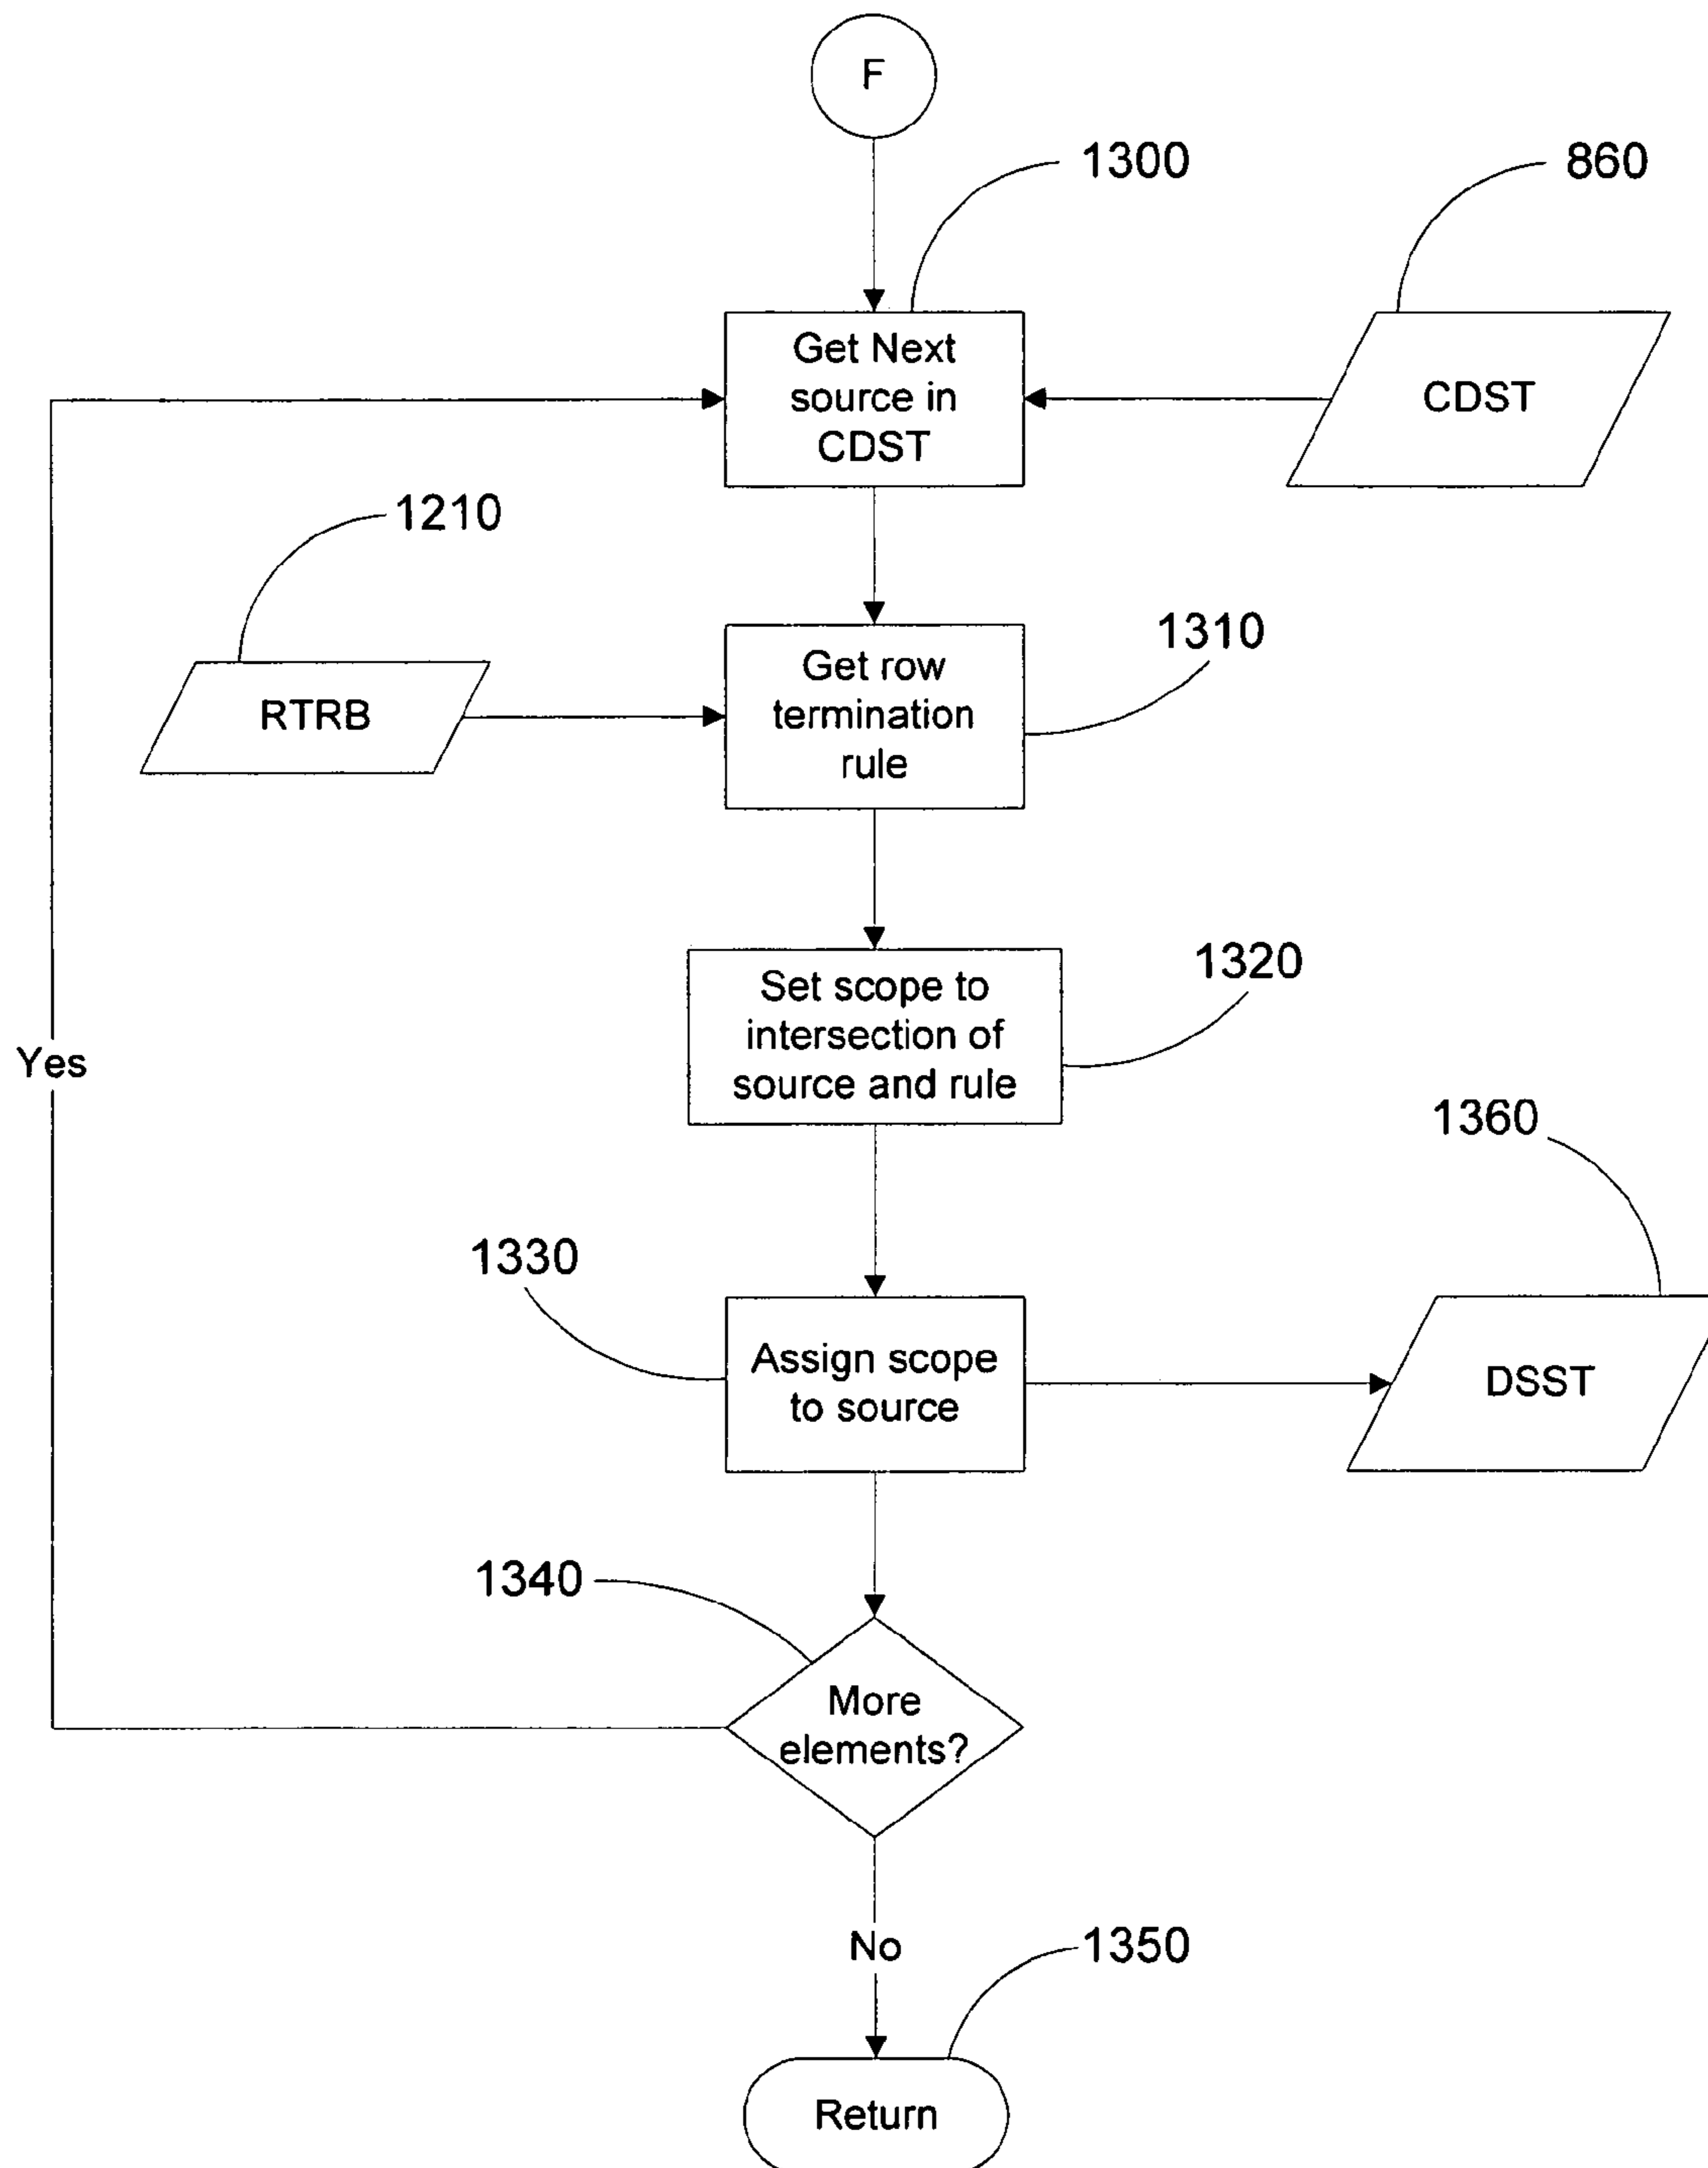 F
1300
860
Get Next
source in
CDST
CDST
1210
1310
RTRB
Get row
termination
rule
1320
Set scope to
intersection of
source and rule
Yes
1360
1330
Assign scope
to source
DSST
1340
More
elements?
No
1350
Return